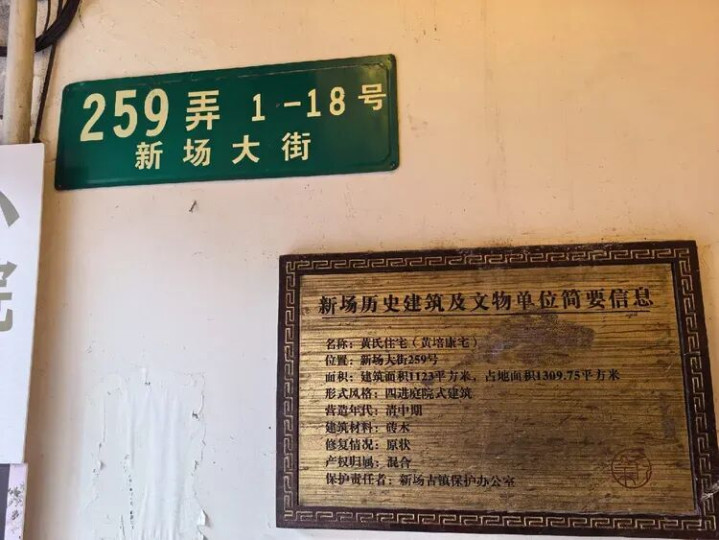 259弄 1-18号
新场大街
新场历史建筑及文物单位简要信息
名称：黄氏住宅（黄培康宅）
位置：新场大街259号
面积：建筑面积1123平方米，占地面积1309.75平方米
形式风格：四进庭院式建筑
营造年代：清中期
建筑材料：砖木
修复情况：原状
产权归属：混合
保护责任者：新场古镇保护办公室